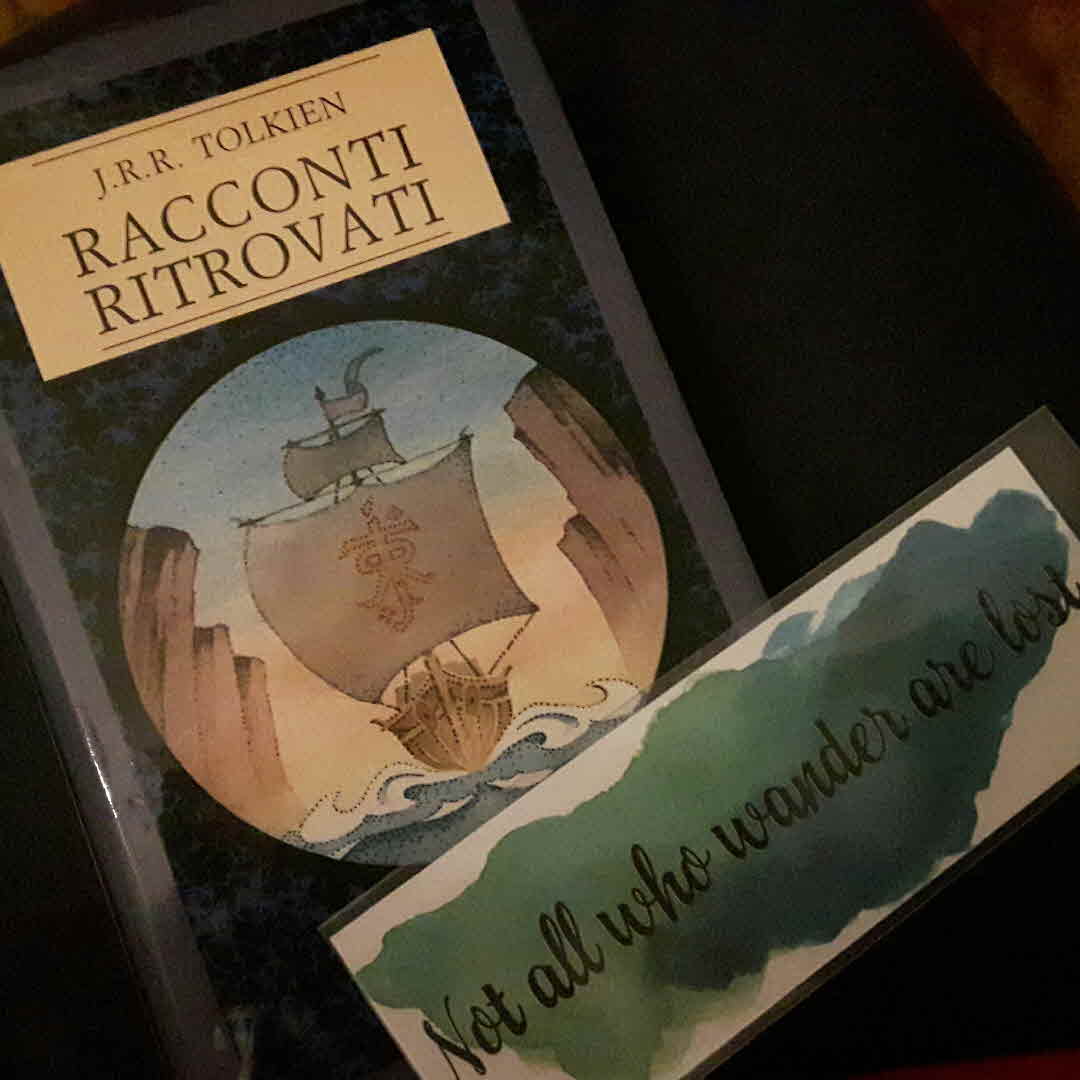 J.R.R. TOLKIEN
RACCONTI
RITROVATI
Not all who wander are lost